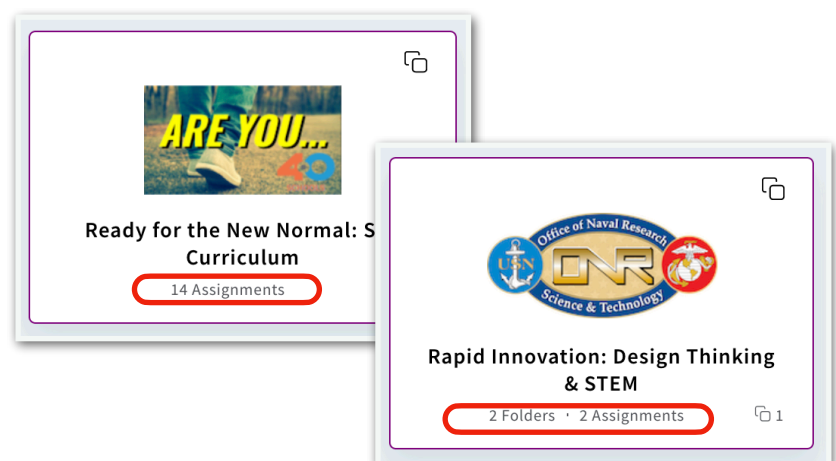 ARE YOU...
40
Ready for the New Normal: S
Curriculum
14 Assignments
Office of Naval Research
USN
ONR
Science & Technology
Rapid Innovation: Design Thinking
& STEM
2 Folders · 2 Assignments
1